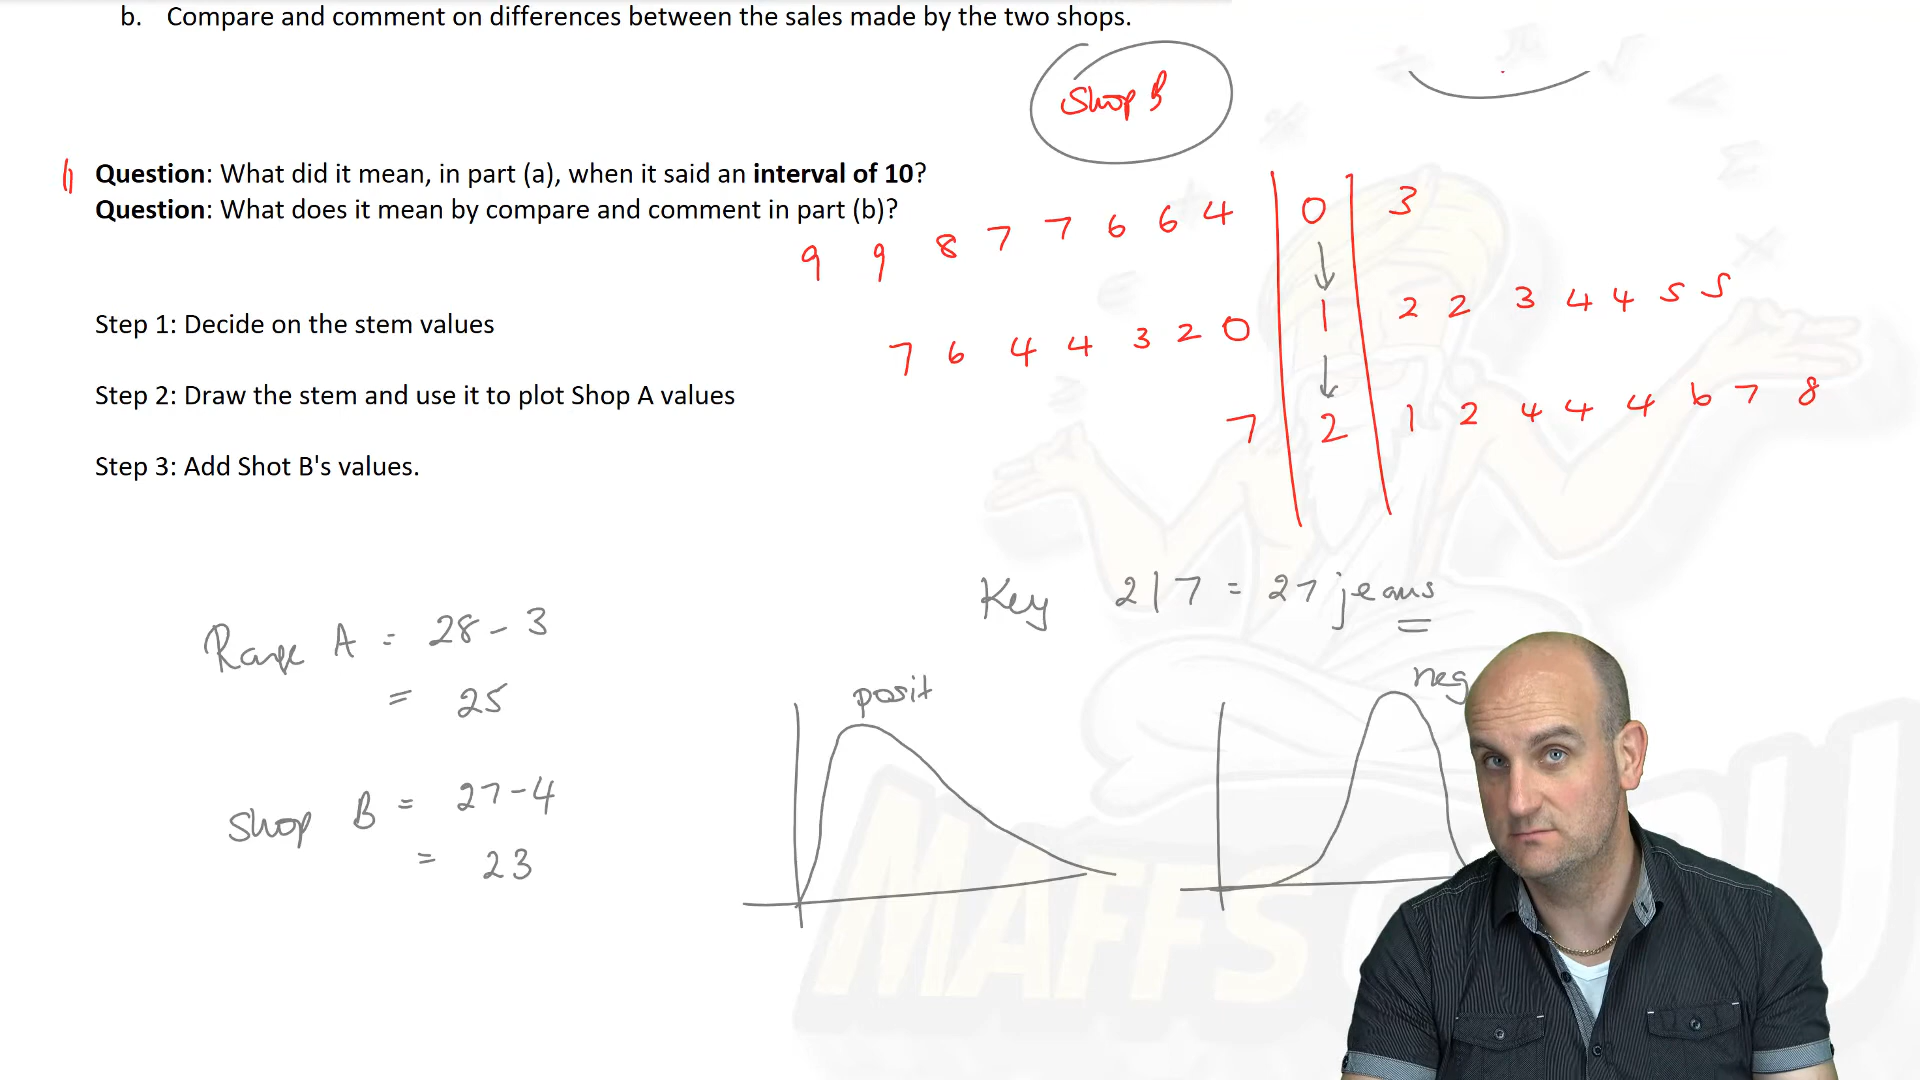 b. Compare and comment on differences between the sales made by the two shops.
Shop B
Question: What did it mean, in part (a), when it said an interval of 10?
Question: What does it mean by compare and comment in part (b)?
9 9 8 7 7 6 6 4 | 0 | 3
7 6 4 4 3 2 0 | 1 | 2 2 3 4 4 5 5
7 | 2 | 1 2 4 4 4 6 7 8
Step 1: Decide on the stem values
Step 2: Draw the stem and use it to plot Shop A values
Step 3: Add Shot B's values.
Key 2|7 = 27 jeans
Range A = 28 - 3
= 25
Shop B = 27 - 4
= 23
posit
neg
MAFFS GURU